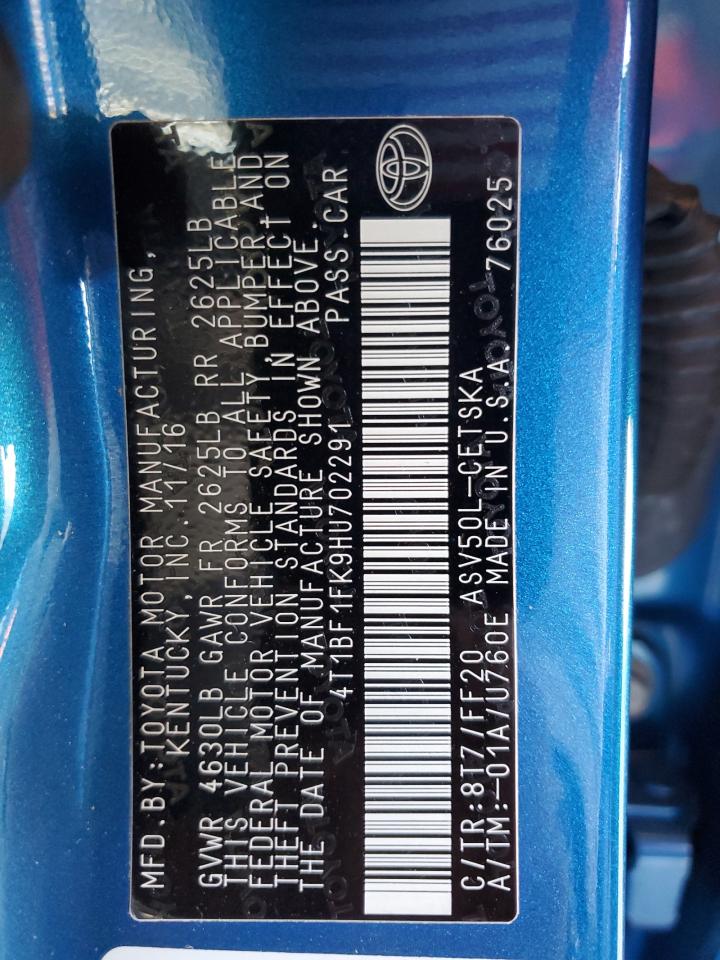 MFD.BY:TOYOTA MOTOR MANUFACTURING,
KENTUCKY,INC.11/16
GVWR 4630LB GAWR FR 2625LB RR 2625LB
THIS VEHICLE CONFORMS TO ALL APPLICABLE
FEDERAL MOTOR VEHICLE SAFETY, BUMPER, AND
THEFT PREVENTION STANDARDS IN EFFECT ON
THE DATE OF MANUFACTURE SHOWN ABOVE.
4T1BF1FK9HU702291 PASS.CAR
C/TR:8T7/FF20 ASV50L-CETSKA
A/TM:-01A/U760E MADE IN U.S.A. 76025